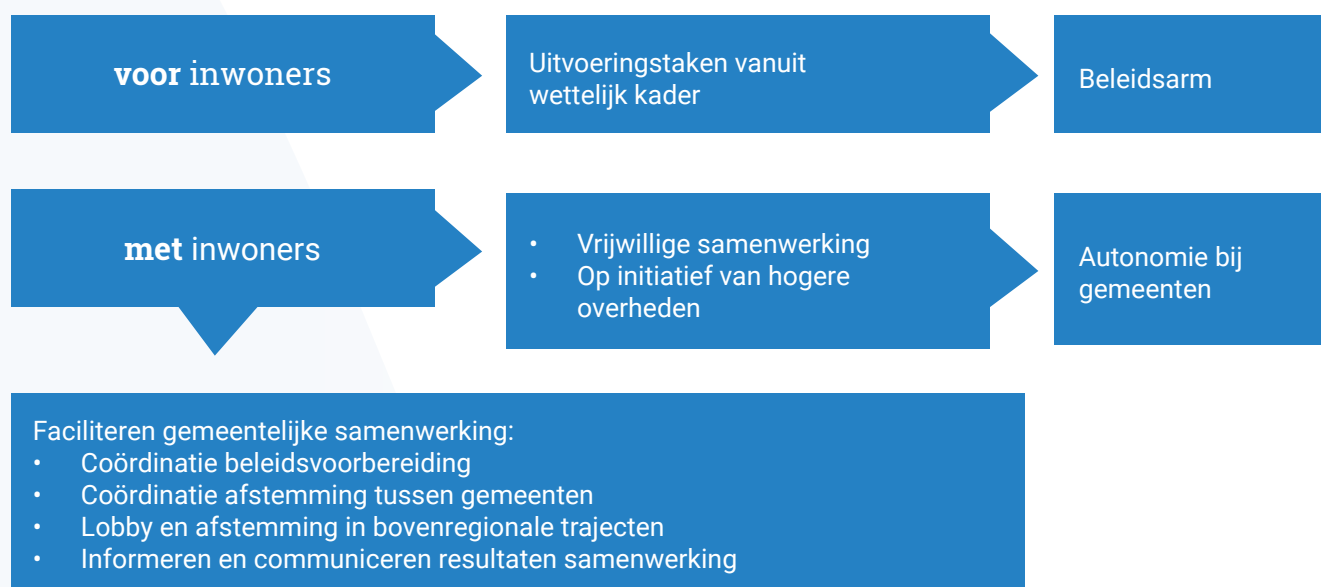 voor inwoners
Uitvoeringstaken vanuit
wettelijk kader
Beleidsarm
met inwoners
• Vrijwillige samenwerking
• Op initiatief van hogere
overheden
Autonomie bij
gemeenten
Faciliteren gemeentelijke samenwerking:
• Coördinatie beleidsvoorbereiding
• Coördinatie afstemming tussen gemeenten
• Lobby en afstemming in bovenregionale trajecten
• Informeren en communiceren resultaten samenwerking